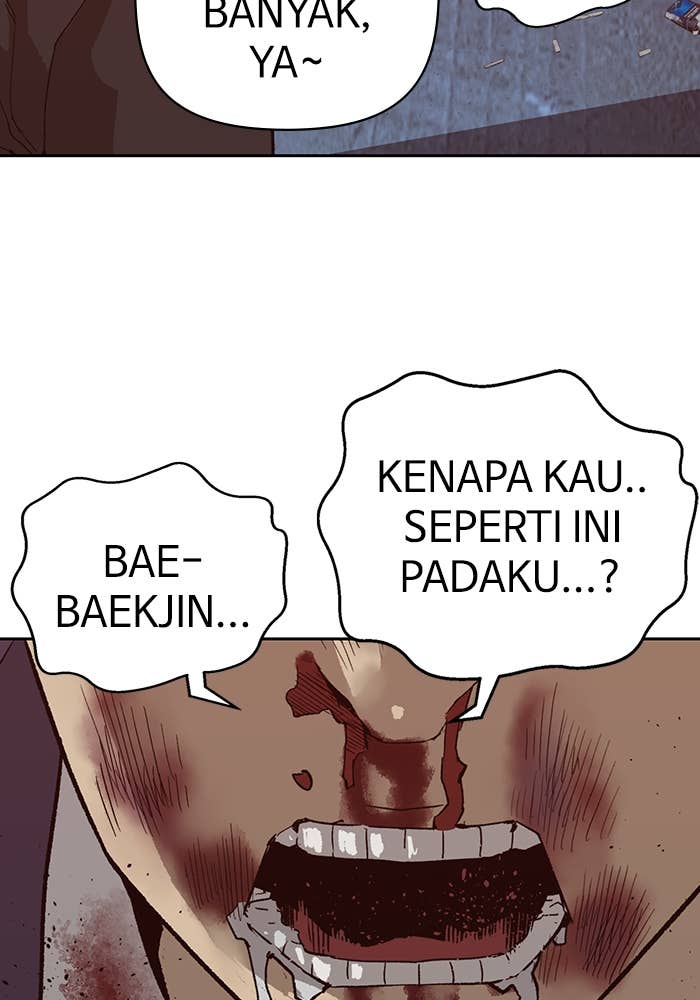 BANYAK,
YA~
BAE-
BAEKJIN...
KENAPA KAU..
SEPERTI INI
PADAKU...?